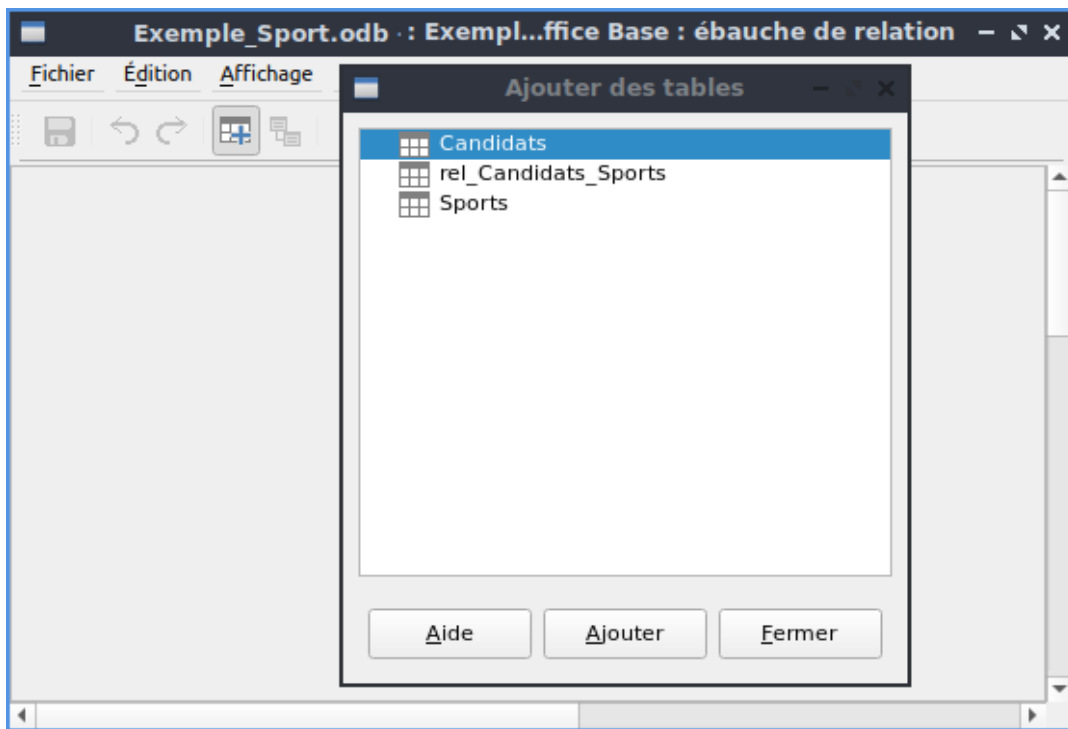 Exemple_Sport.odb : Exempl...ffice Base : ébauche de relation
Fichier Édition Affichage
Ajouter des tables
Candidats
rel_Candidats_Sports
Sports
Aide Ajouter Fermer